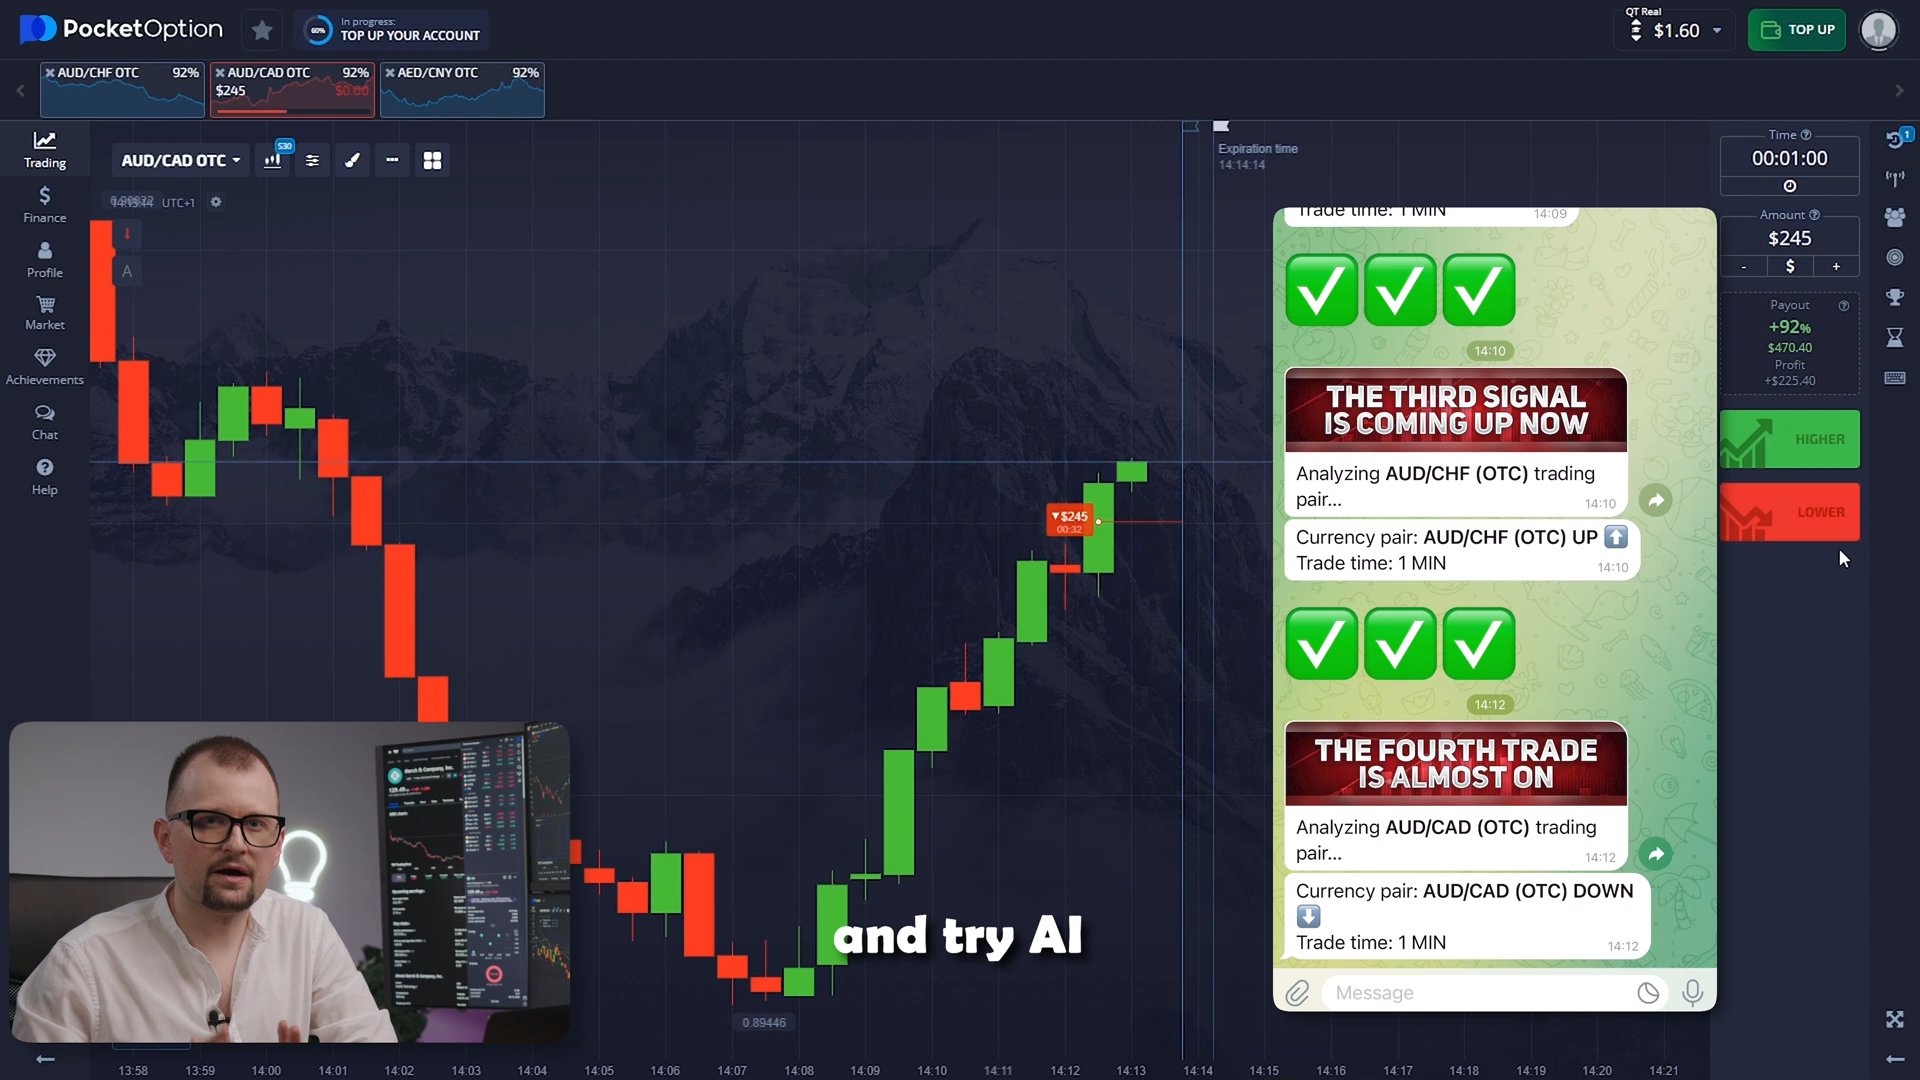 PocketOption
60%
In progress:
TOP UP YOUR ACCOUNT
QT Real
$1.60
TOP UP
AUD/CHF OTC 92%
AUD/CAD OTC 92%
$245 $0.00
AED/CNY OTC 92%
Trading
Finance
Profile
Market
Achievements
Chat
Help
AUD/CAD OTC
S30
UTC+1
A
Expiration time
14:14:14
$245
00:32
0.89446
Time
00:01:00
Amount
$245
- $ +
Payout
+92%
$470.40
Profit
+$225.40
HIGHER
LOWER
1
Trade time: 1 MIN 14:09
14:10
THE THIRD SIGNAL
IS COMING UP NOW
Analyzing AUD/CHF (OTC) trading
pair... 14:10
Currency pair: AUD/CHF (OTC) UP
Trade time: 1 MIN 14:10
14:12
THE FOURTH TRADE
IS ALMOST ON
Analyzing AUD/CAD (OTC) trading
pair... 14:12
Currency pair: AUD/CAD (OTC) DOWN
Trade time: 1 MIN 14:12
Message
and try AI
13:58 13:59 14:00 14:01 14:02 14:03 14:04 14:05 14:06 14:07 14:08 14:09 14:10 14:11 14:12 14:13 14:14 14:15 14:16 14:17 14:18 14:19 14:20 14:21